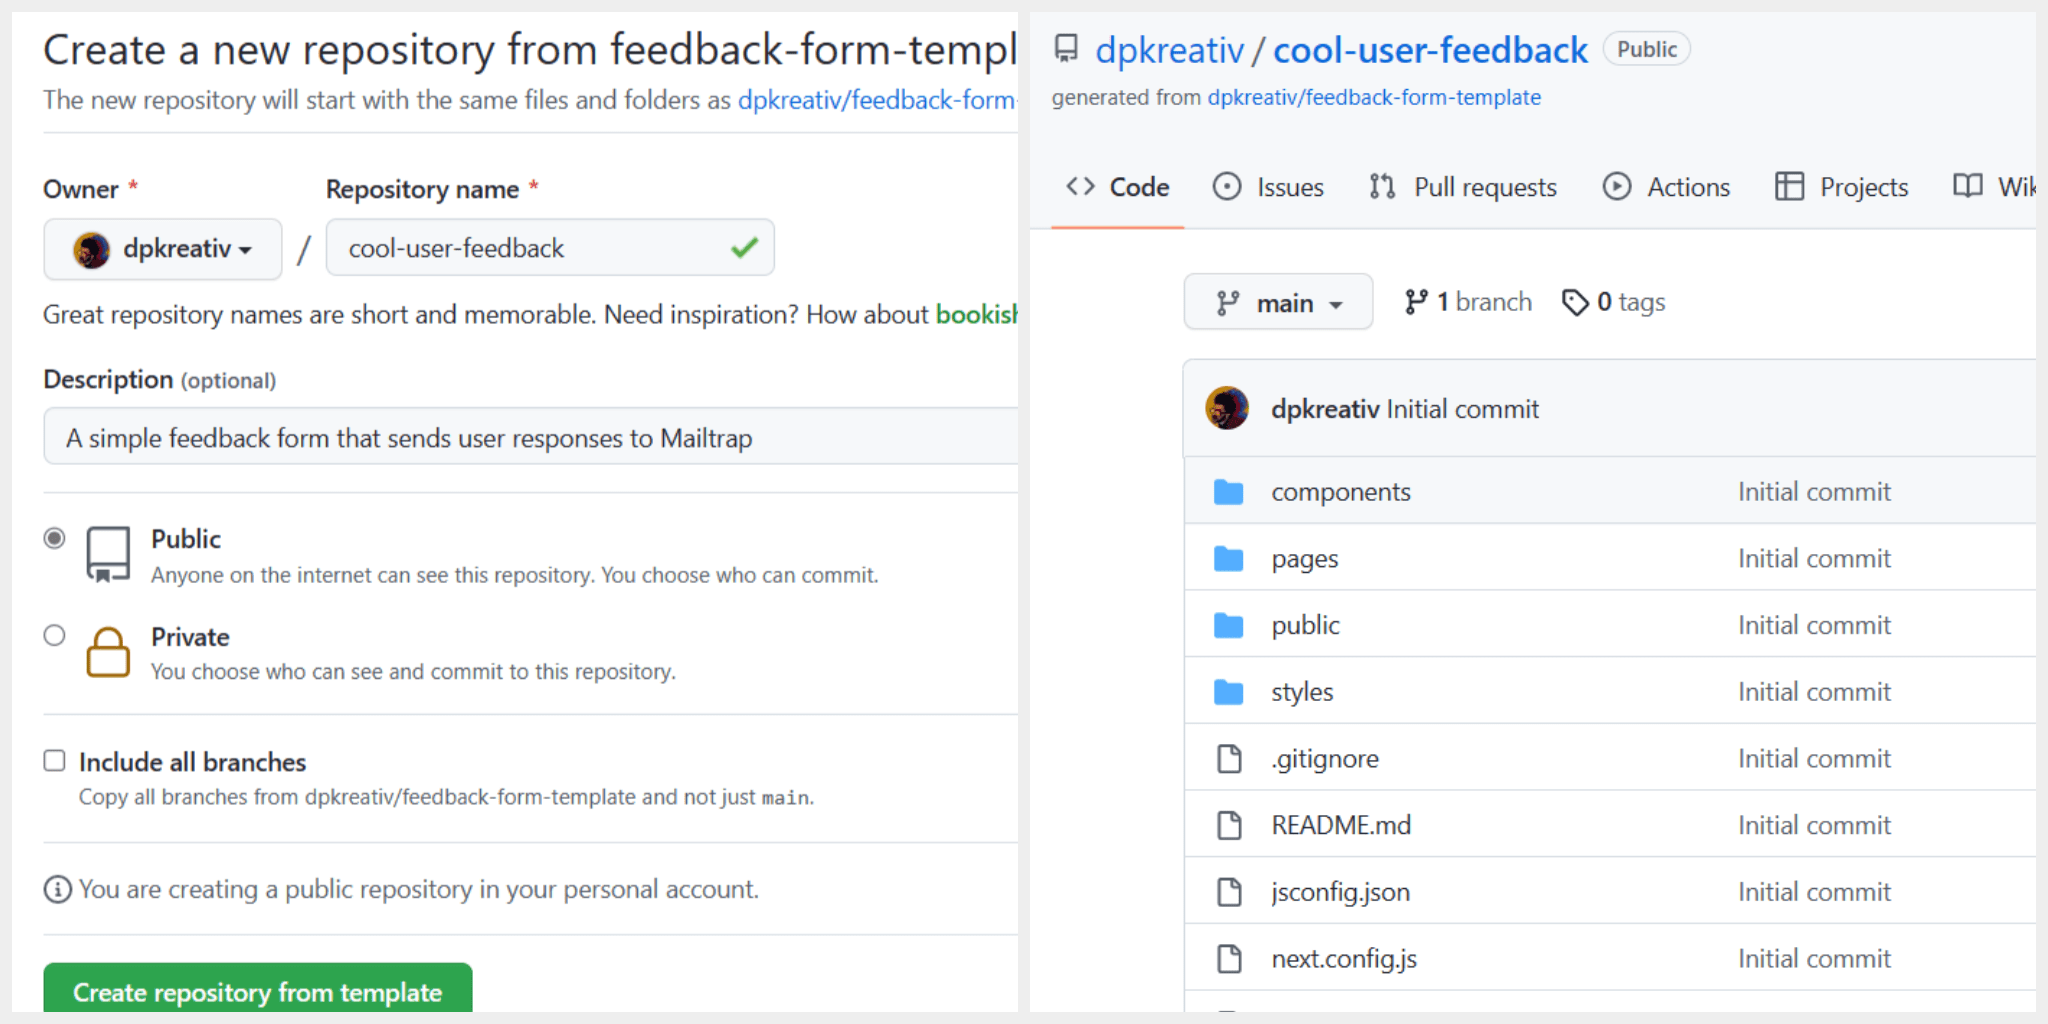 Create a new repository from feedback-form-templ
The new repository will start with the same files and folders as dpkreativ/feedback-form-
Owner *
Repository name *
dpkreativ
/
cool-user-feedback
Great repository names are short and memorable. Need inspiration? How about bookish
Description (optional)
A simple feedback form that sends user responses to Mailtrap
Public
Anyone on the internet can see this repository. You choose who can commit.
Private
You choose who can see and commit to this repository.
Include all branches
Copy all branches from dpkreativ/feedback-form-template and not just main.
You are creating a public repository in your personal account.
Create repository from template
dpkreativ / cool-user-feedback Public
generated from dpkreativ/feedback-form-template
Code Issues Pull requests Actions Projects Wik
main 1 branch 0 tags
dpkreativ Initial commit
components Initial commit
pages Initial commit
public Initial commit
styles Initial commit
.gitignore Initial commit
README.md Initial commit
jsconfig.json Initial commit
next.config.js Initial commit